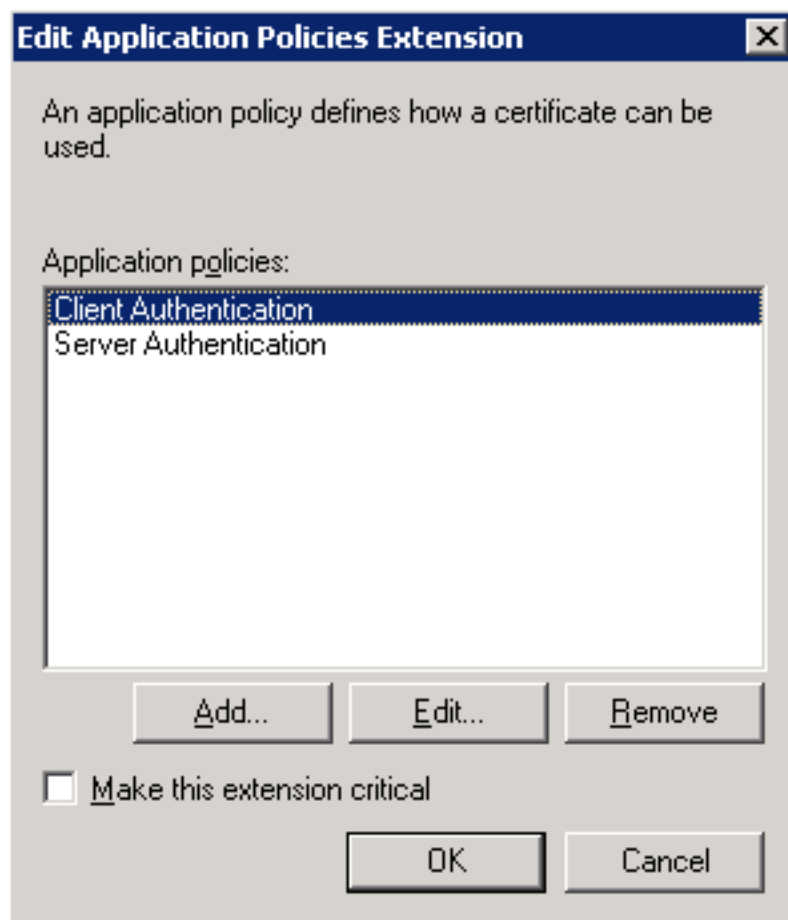 Edit Application Policies Extension
An application policy defines how a certificate can be
used.
Application policies:
Client Authentication
Server Authentication
Add...
Edit...
Remove
Make this extension critical
OK
Cancel